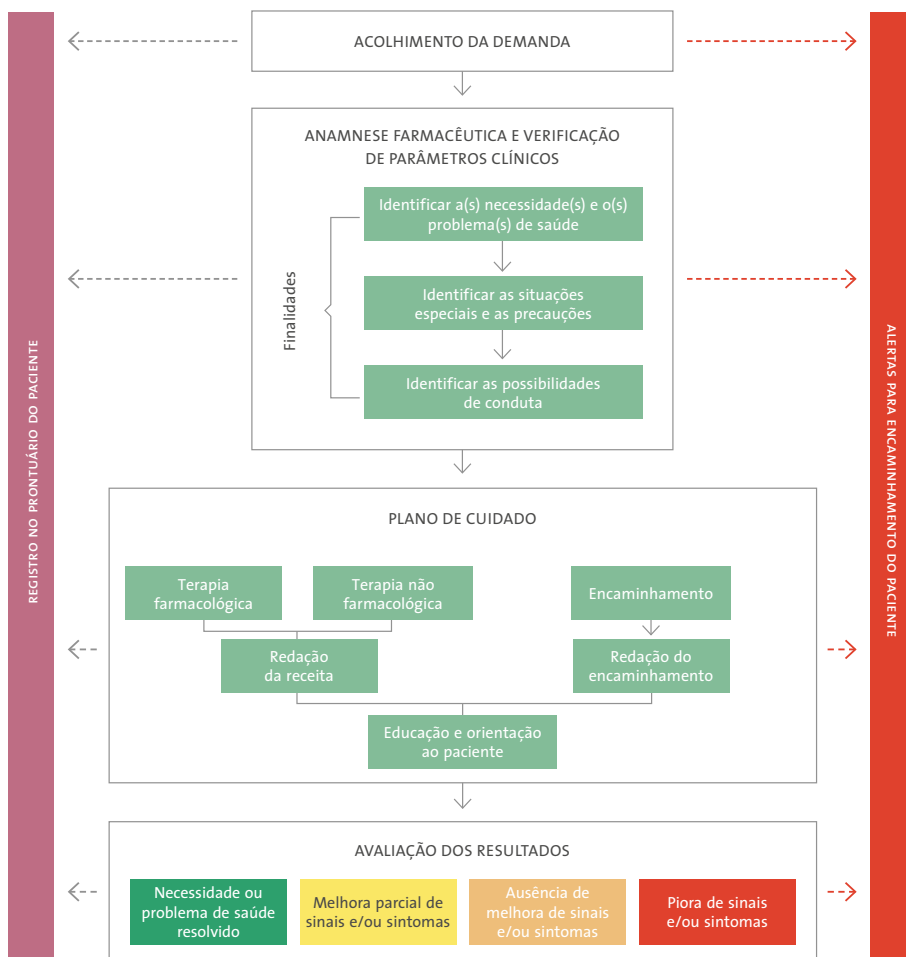 ACOLHIMENTO DA DEMANDA
ANAMNESE FARMACÊUTICA E VERIFICAÇÃO
DE PARÂMETROS CLÍNICOS
Finalidades
Identificar a(s) necessidade(s) e o(s)
problema(s) de saúde
Identificar as situações
especiais e as precauções
Identificar as possibilidades
de conduta
REGISTRO NO PRONTUÁRIO DO PACIENTE
ALERTAS PARA ENCAMINHAMENTO DO PACIENTE
PLANO DE CUIDADO
Terapia
farmacológica
Terapia não
farmacológica
Encaminhamento
Redação
da receita
Redação do
encaminhamento
Educação e orientação
ao paciente
AVALIAÇÃO DOS RESULTADOS
Necessidade ou
problema de saúde
resolvido
Melhora parcial de
sinais e/ou sintomas
Ausência de
melhora de sinais
e/ou sintomas
Piora de sinais
e/ou sintomas